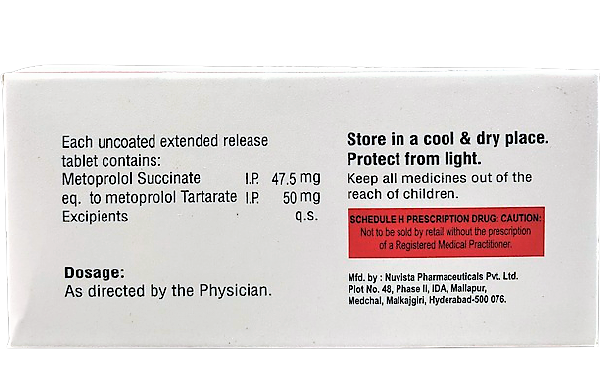 Each uncoated extended release
tablet contains:
Metoprolol Succinate I.P. 47.5 mg
eq. to metoprolol Tartarate I.P. 50 mg
Excipients q.s.
Dosage:
As directed by the Physician.
Store in a cool & dry place.
Protect from light.
Keep all medicines out of the
reach of children.
SCHEDULE H PRESCRIPTION DRUG: CAUTION:
Not to be sold by retail without the prescription
of a Registered Medical Practitioner.
Mfd. by : Nuvista Pharmaceuticals Pvt. Ltd.
Plot No. 48, Phase II, IDA, Mallapur,
Medchal, Malkajgiri, Hyderabad-500 076.